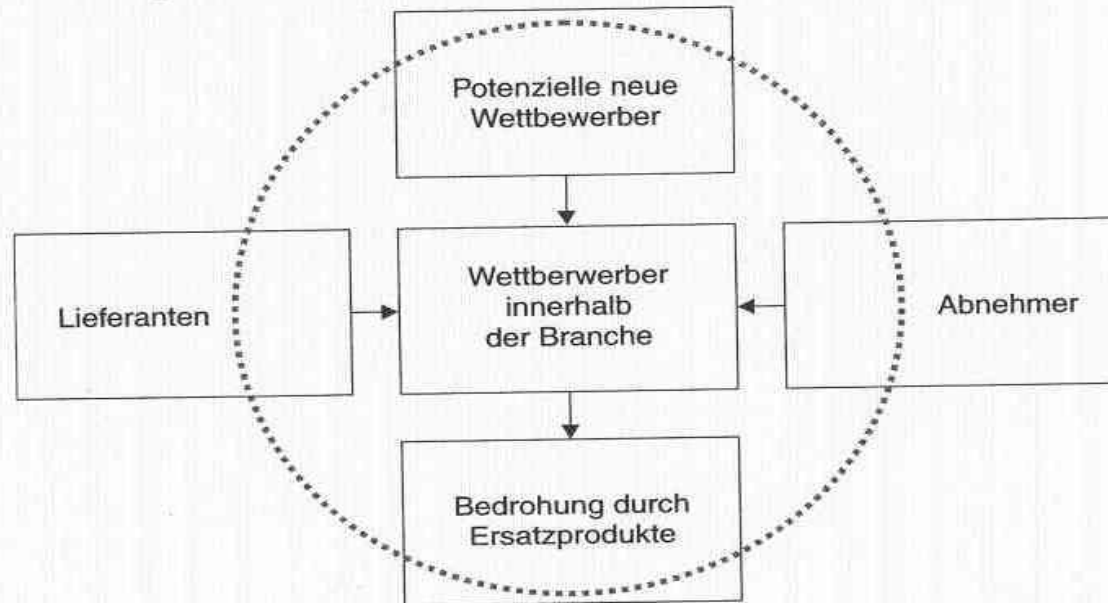 Potenzielle neue
Wettbewerber
Lieferanten
Wettberwerber
innerhalb
der Branche
Abnehmer
Bedrohung durch
Ersatzprodukte